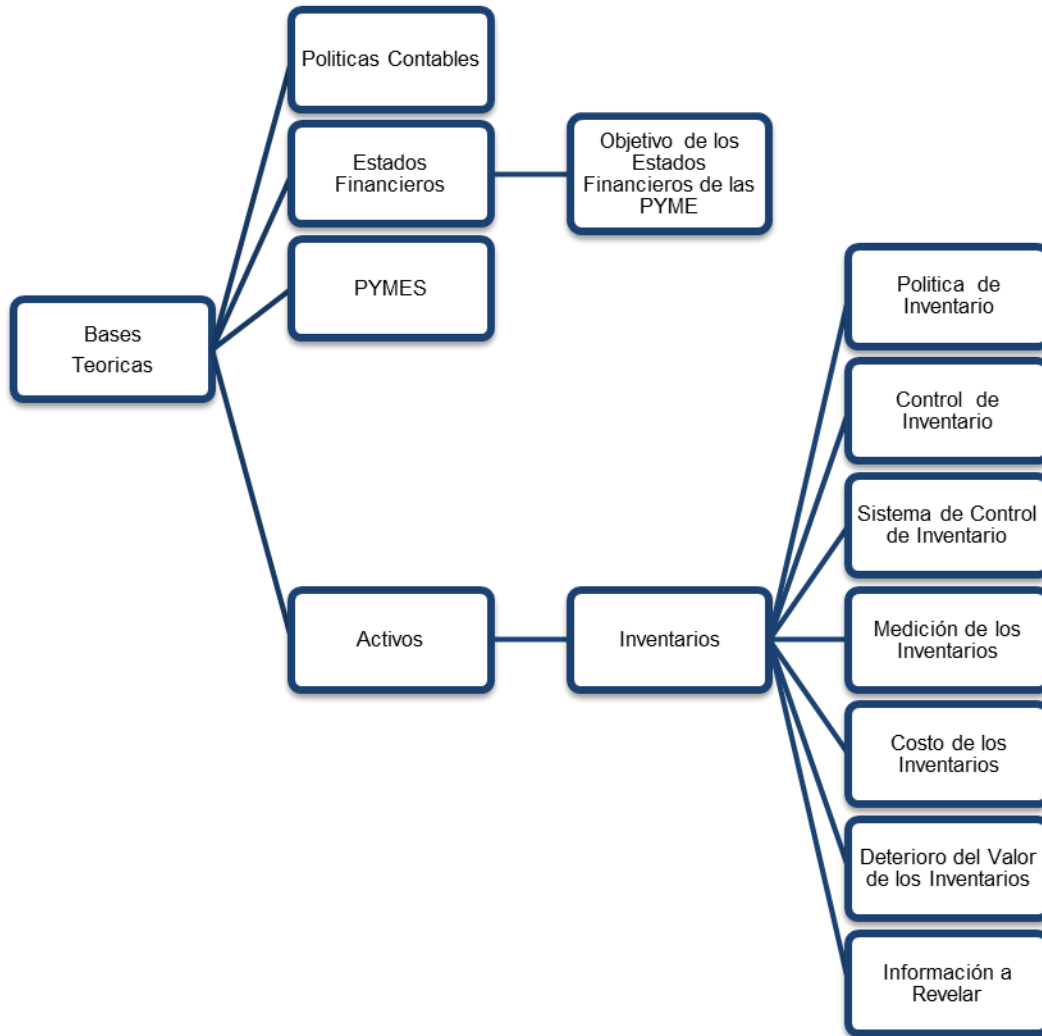 Politicas Contables
Estados
Financieros
Objetivo de los
Estados
Financieros de las
PYME
PYMES
Bases
Teoricas
Activos
Inventarios
Politica de
Inventario
Control de
Inventario
Sistema de Control
de Inventario
Medición de los
Inventarios
Costo de los
Inventarios
Deterioro del Valor
de los Inventarios
Información a
Revelar